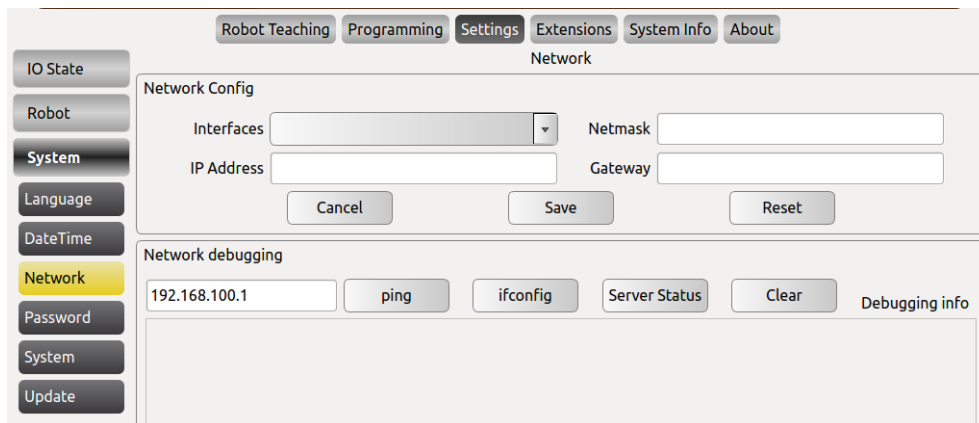 Robot Teaching Programming Settings Extensions System Info About
Network
IO State
Robot
System
Language
DateTime
Network
Password
System
Update
Network Config
Interfaces Netmask
IP Address Gateway
Cancel Save Reset
Network debugging
192.168.100.1 ping ifconfig Server Status Clear Debugging info